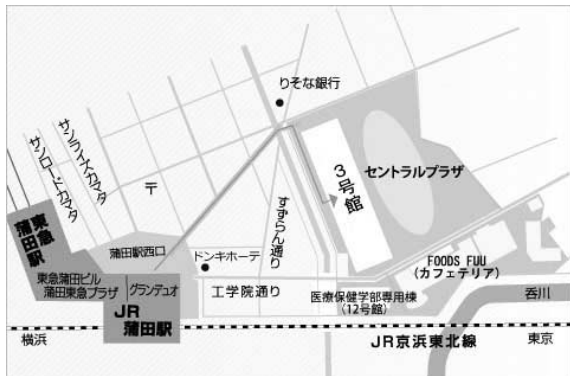 りそな銀行
サンライズカマタ
サンロードカマタ
〒
3号館
セントラルプラザ
すずらん通り
東急
蒲田駅
蒲田駅西口
ドンキホーテ
FOODS FUU
(カフェテリア)
東急蒲田ビル
蒲田東急プラザ
グランデュオ
工学院通り
医療保健学部専用棟
(12号館)
呑川
JR
蒲田駅
横浜
JR京浜東北線
東京